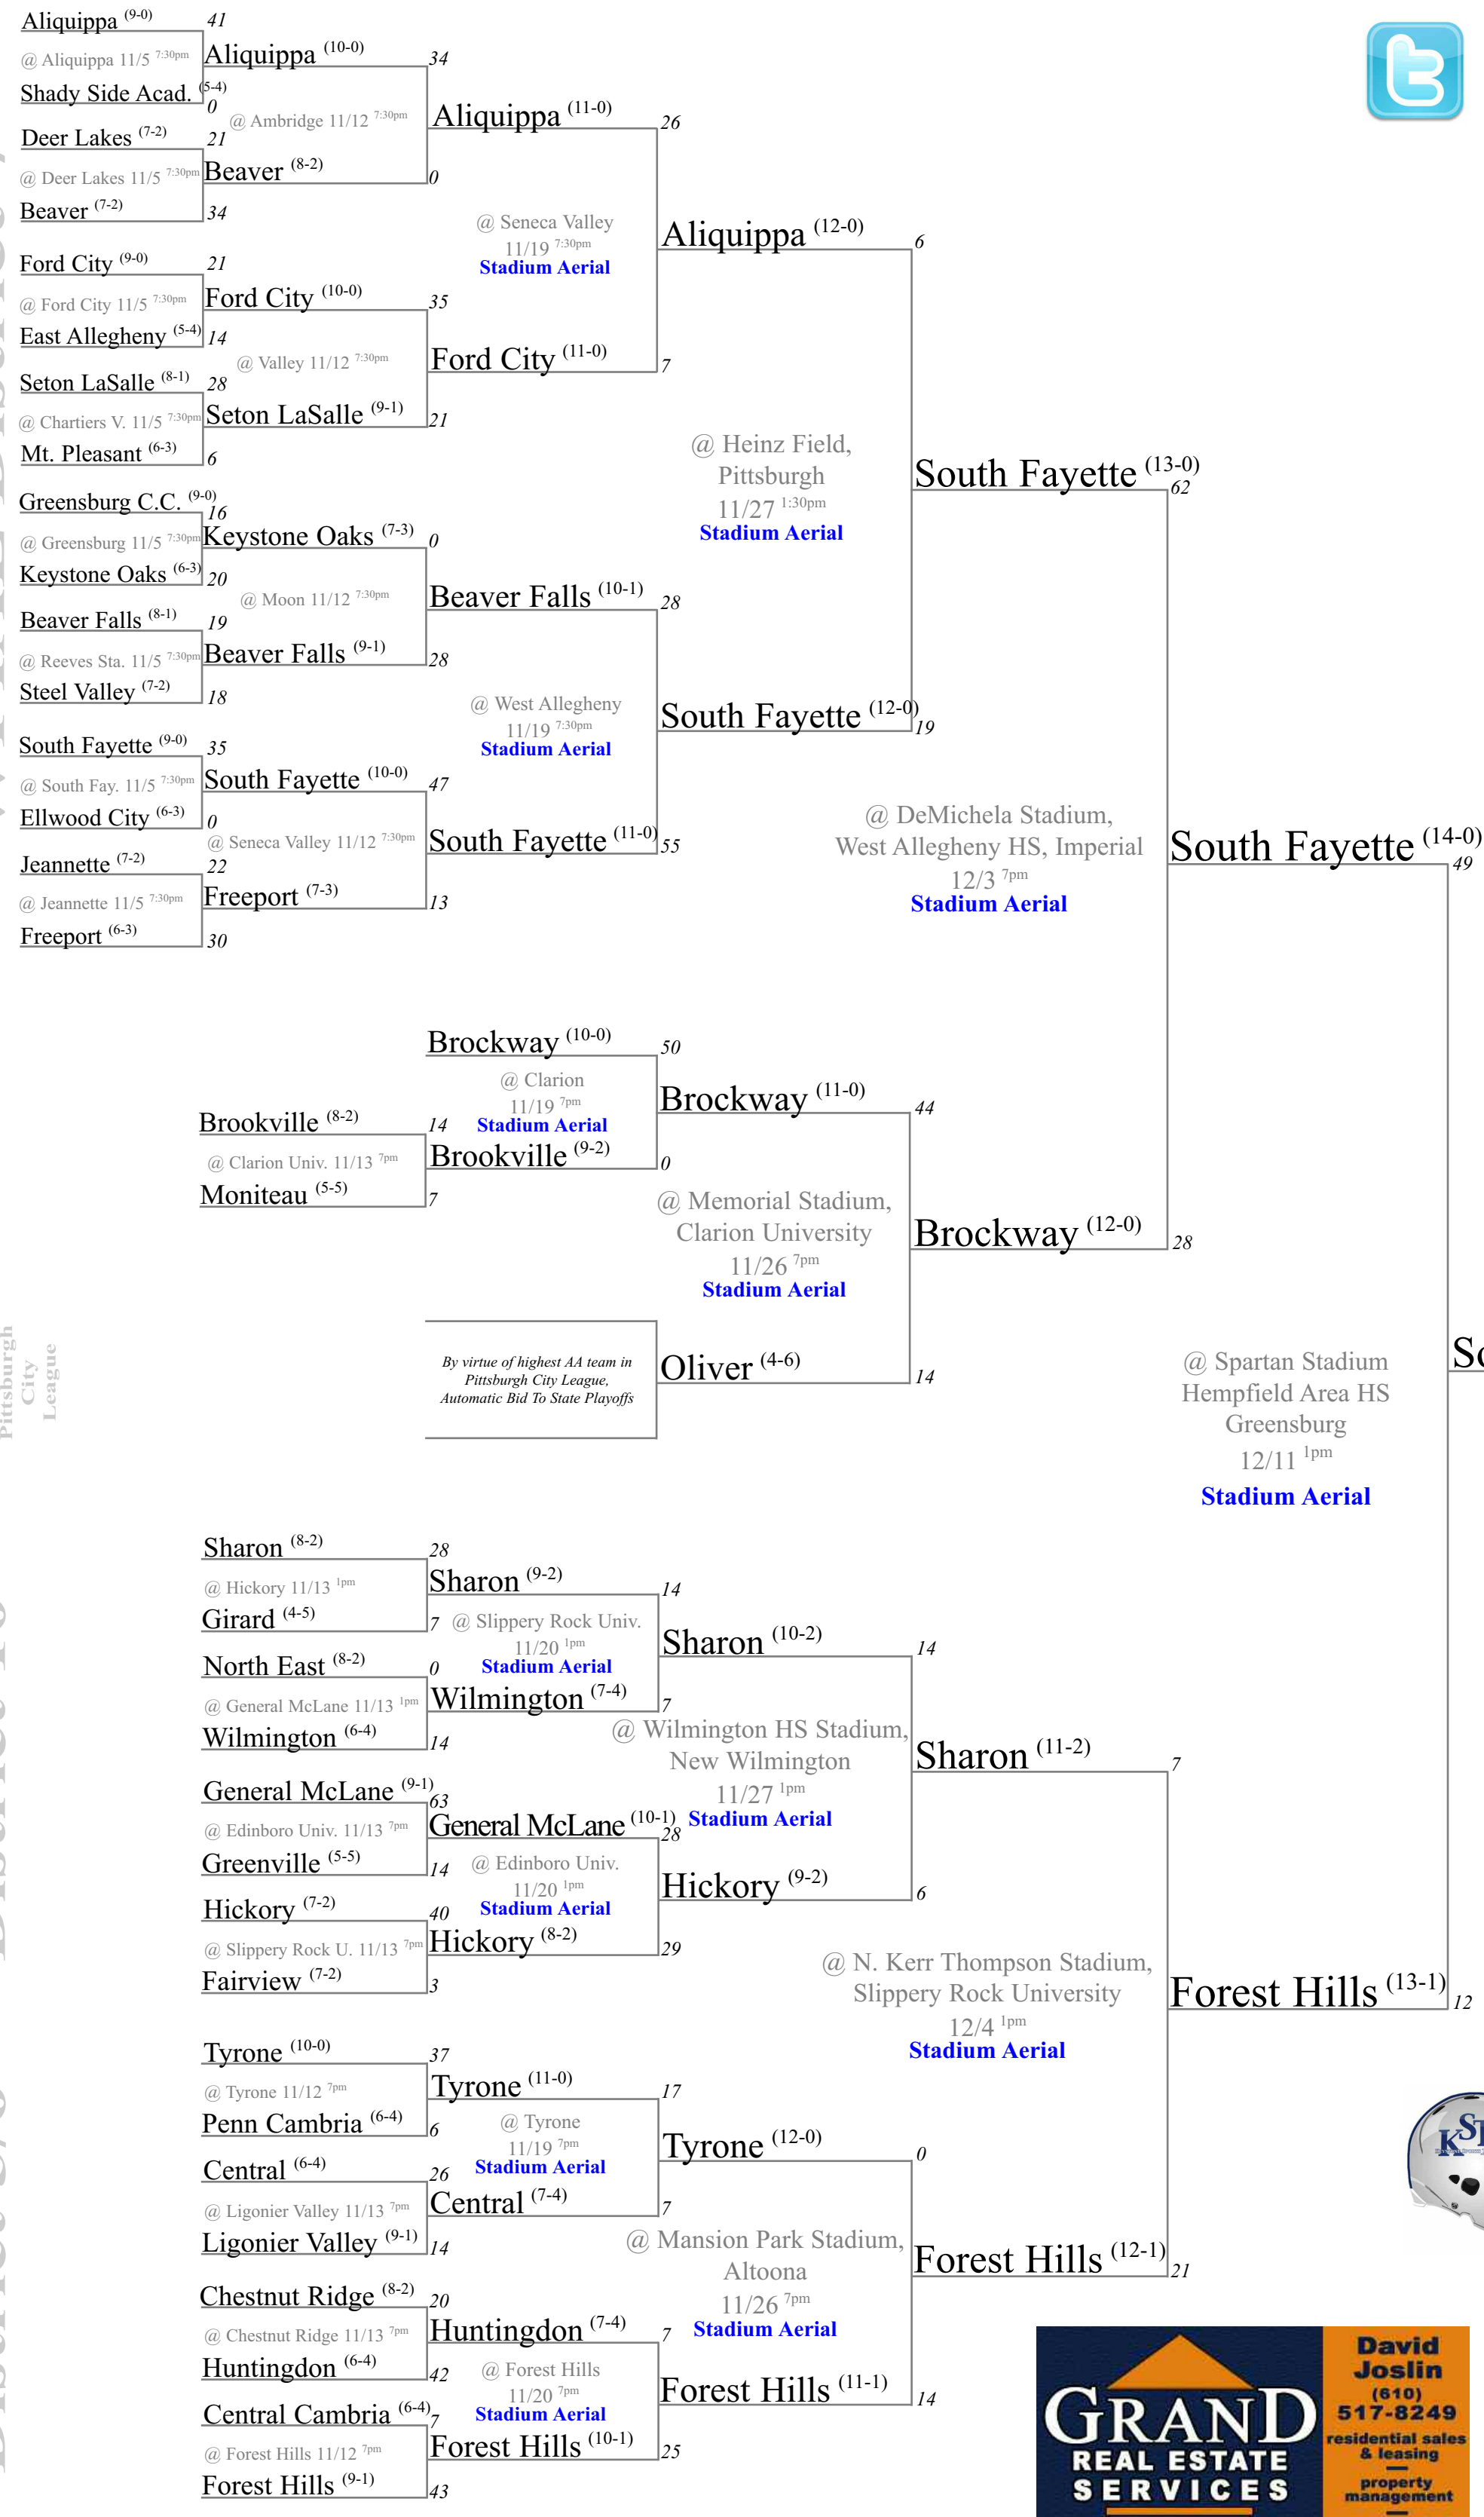 Aliquippa (9-0) 41
@ Aliquippa 11/5 7:30pm
Shady Side Acad. (5-4) 0
Aliquippa (10-0) 34
@ Ambridge 11/12 7:30pm
Deer Lakes (7-2) 21
@ Deer Lakes 11/5 7:30pm
Beaver (7-2) 34
Beaver (8-2) 0
Aliquippa (11-0) 26
@ Seneca Valley
11/19 7:30pm
Stadium Aerial
Ford City (9-0) 21
@ Ford City 11/5 7:30pm
East Allegheny (5-4) 14
Ford City (10-0) 35
@ Valley 11/12 7:30pm
Seton LaSalle (8-1) 28
@ Chartiers V. 11/5 7:30pm
Mt. Pleasant (6-3) 6
Seton LaSalle (9-1) 21
Ford City (11-0) 7
Aliquippa (12-0) 6
@ Heinz Field,
Pittsburgh
11/27 1:30pm
Stadium Aerial
Greensburg C.C. (9-0) 16
@ Greensburg 11/5 7:30pm
Keystone Oaks (6-3) 20
Keystone Oaks (7-3) 0
@ Moon 11/12 7:30pm
Beaver Falls (8-1) 19
@ Reeves Sta. 11/5 7:30pm
Steel Valley (7-2) 18
Beaver Falls (9-1) 28
Beaver Falls (10-1) 28
@ West Allegheny
11/19 7:30pm
Stadium Aerial
South Fayette (9-0) 35
@ South Fay. 11/5 7:30pm
Ellwood City (6-3) 0
South Fayette (10-0) 47
@ Seneca Valley 11/12 7:30pm
Jeannette (7-2) 22
@ Jeannette 11/5 7:30pm
Freeport (6-3) 30
Freeport (7-3) 13
South Fayette (11-0) 55
South Fayette (12-0) 19
South Fayette (13-0) 62
@ DeMichela Stadium,
West Allegheny HS, Imperial
12/3 7pm
Stadium Aerial
South Fayette (14-0) 49
Brockway (10-0) 50
@ Clarion
11/19 7pm
Stadium Aerial
Brookville (8-2) 14
@ Clarion Univ. 11/13 7pm
Moniteau (5-5) 7
Brookville (9-2) 0
Brockway (11-0) 44
@ Memorial Stadium,
Clarion University
11/26 7pm
Stadium Aerial
Brockway (12-0) 28
Pittsburgh
City
League
By virtue of highest AA team in
Pittsburgh City League,
Automatic Bid To State Playoffs
Oliver (4-6) 14
@ Spartan Stadium
Hempfield Area HS
Greensburg
12/11 1pm
Stadium Aerial
Sharon (8-2) 28
@ Hickory 11/13 1pm
Girard (4-5) 7
Sharon (9-2) 14
@ Slippery Rock Univ.
11/20 1pm
Stadium Aerial
North East (8-2) 0
@ General McLane 11/13 1pm
Wilmington (6-4) 14
Wilmington (7-4) 7
Sharon (10-2) 14
@ Wilmington HS Stadium,
New Wilmington
11/27 1pm
Stadium Aerial
General McLane (9-1) 63
@ Edinboro Univ. 11/13 7pm
Greenville (5-5) 14
General McLane (10-1) 28
@ Edinboro Univ.
11/20 1pm
Stadium Aerial
Hickory (7-2) 40
@ Slippery Rock U. 11/13 7pm
Fairview (7-2) 3
Hickory (8-2) 29
Hickory (9-2) 6
Sharon (11-2) 7
@ N. Kerr Thompson Stadium,
Slippery Rock University
12/4 1pm
Stadium Aerial
Forest Hills (13-1) 12
Tyrone (10-0) 37
@ Tyrone 11/12 7pm
Penn Cambria (6-4) 6
Tyrone (11-0) 17
@ Tyrone
11/19 7pm
Stadium Aerial
Central (6-4) 26
@ Ligonier Valley 11/13 7pm
Ligonier Valley (9-1) 14
Central (7-4) 7
Tyrone (12-0) 0
@ Mansion Park Stadium,
Altoona
11/26 7pm
Stadium Aerial
Forest Hills (12-1) 21
Chestnut Ridge (8-2) 20
@ Chestnut Ridge 11/13 7pm
Huntingdon (6-4) 42
Huntingdon (7-4) 7
@ Forest Hills
11/20 7pm
Stadium Aerial
Central Cambria (6-4) 7
@ Forest Hills 11/12 7pm
Forest Hills (9-1) 43
Forest Hills (10-1) 25
Forest Hills (11-1) 14
GRAND
REAL ESTATE
SERVICES
David
Joslin
(610)
517-8249
residential sales
& leasing
property
management